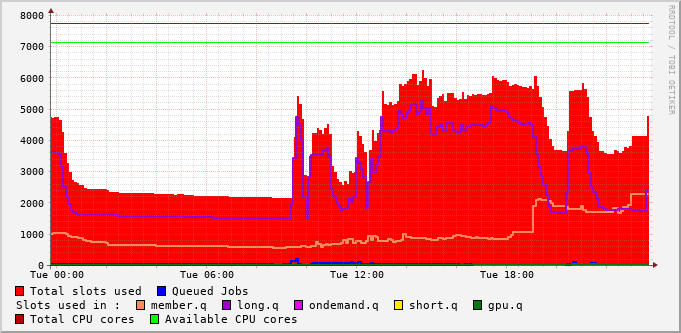 8000
7000
6000
5000
4000
3000
2000
1000
0
Tue 00:00 Tue 06:00 Tue 12:00 Tue 18:00
RRDTOOL / TOBI OETIKER
Total slots used Queued Jobs
Slots used in : member.q long.q ondemand.q short.q gpu.q
Total CPU cores Available CPU cores